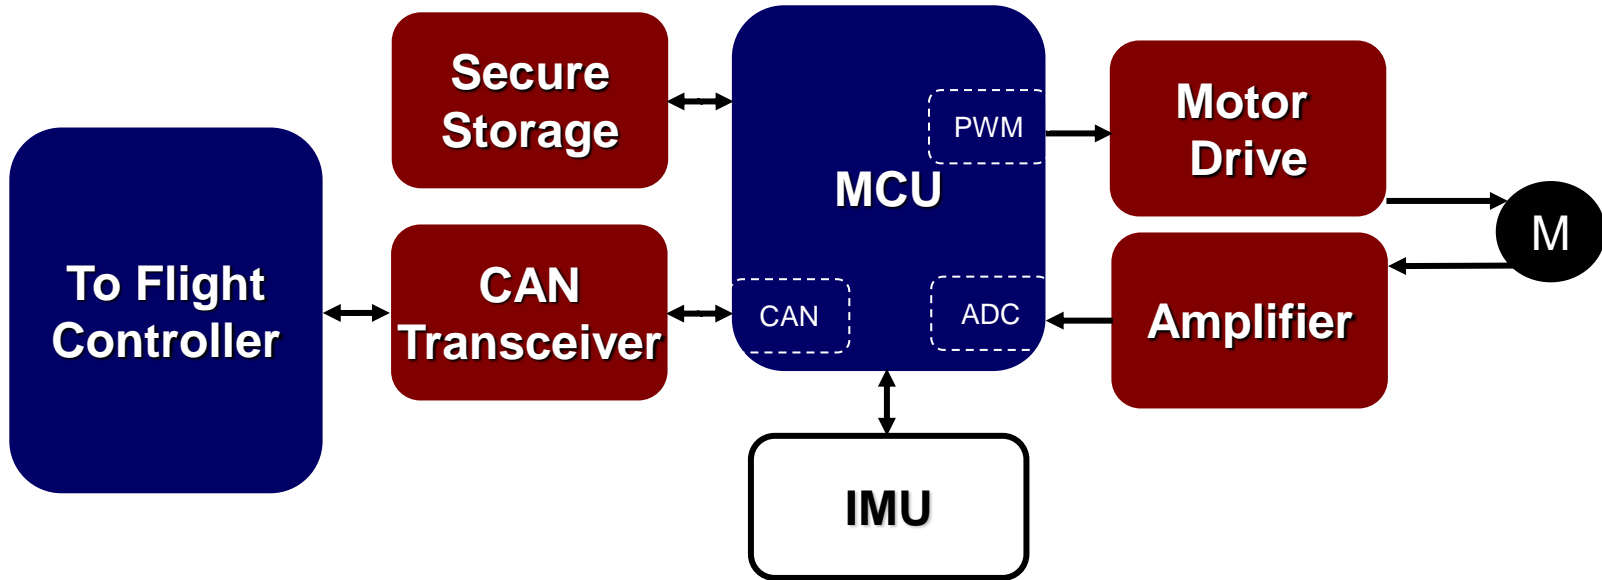 Secure
Storage
To Flight
Controller
CAN
Transceiver
MCU
PWM
CAN
ADC
Motor
Drive
M
Amplifier
IMU